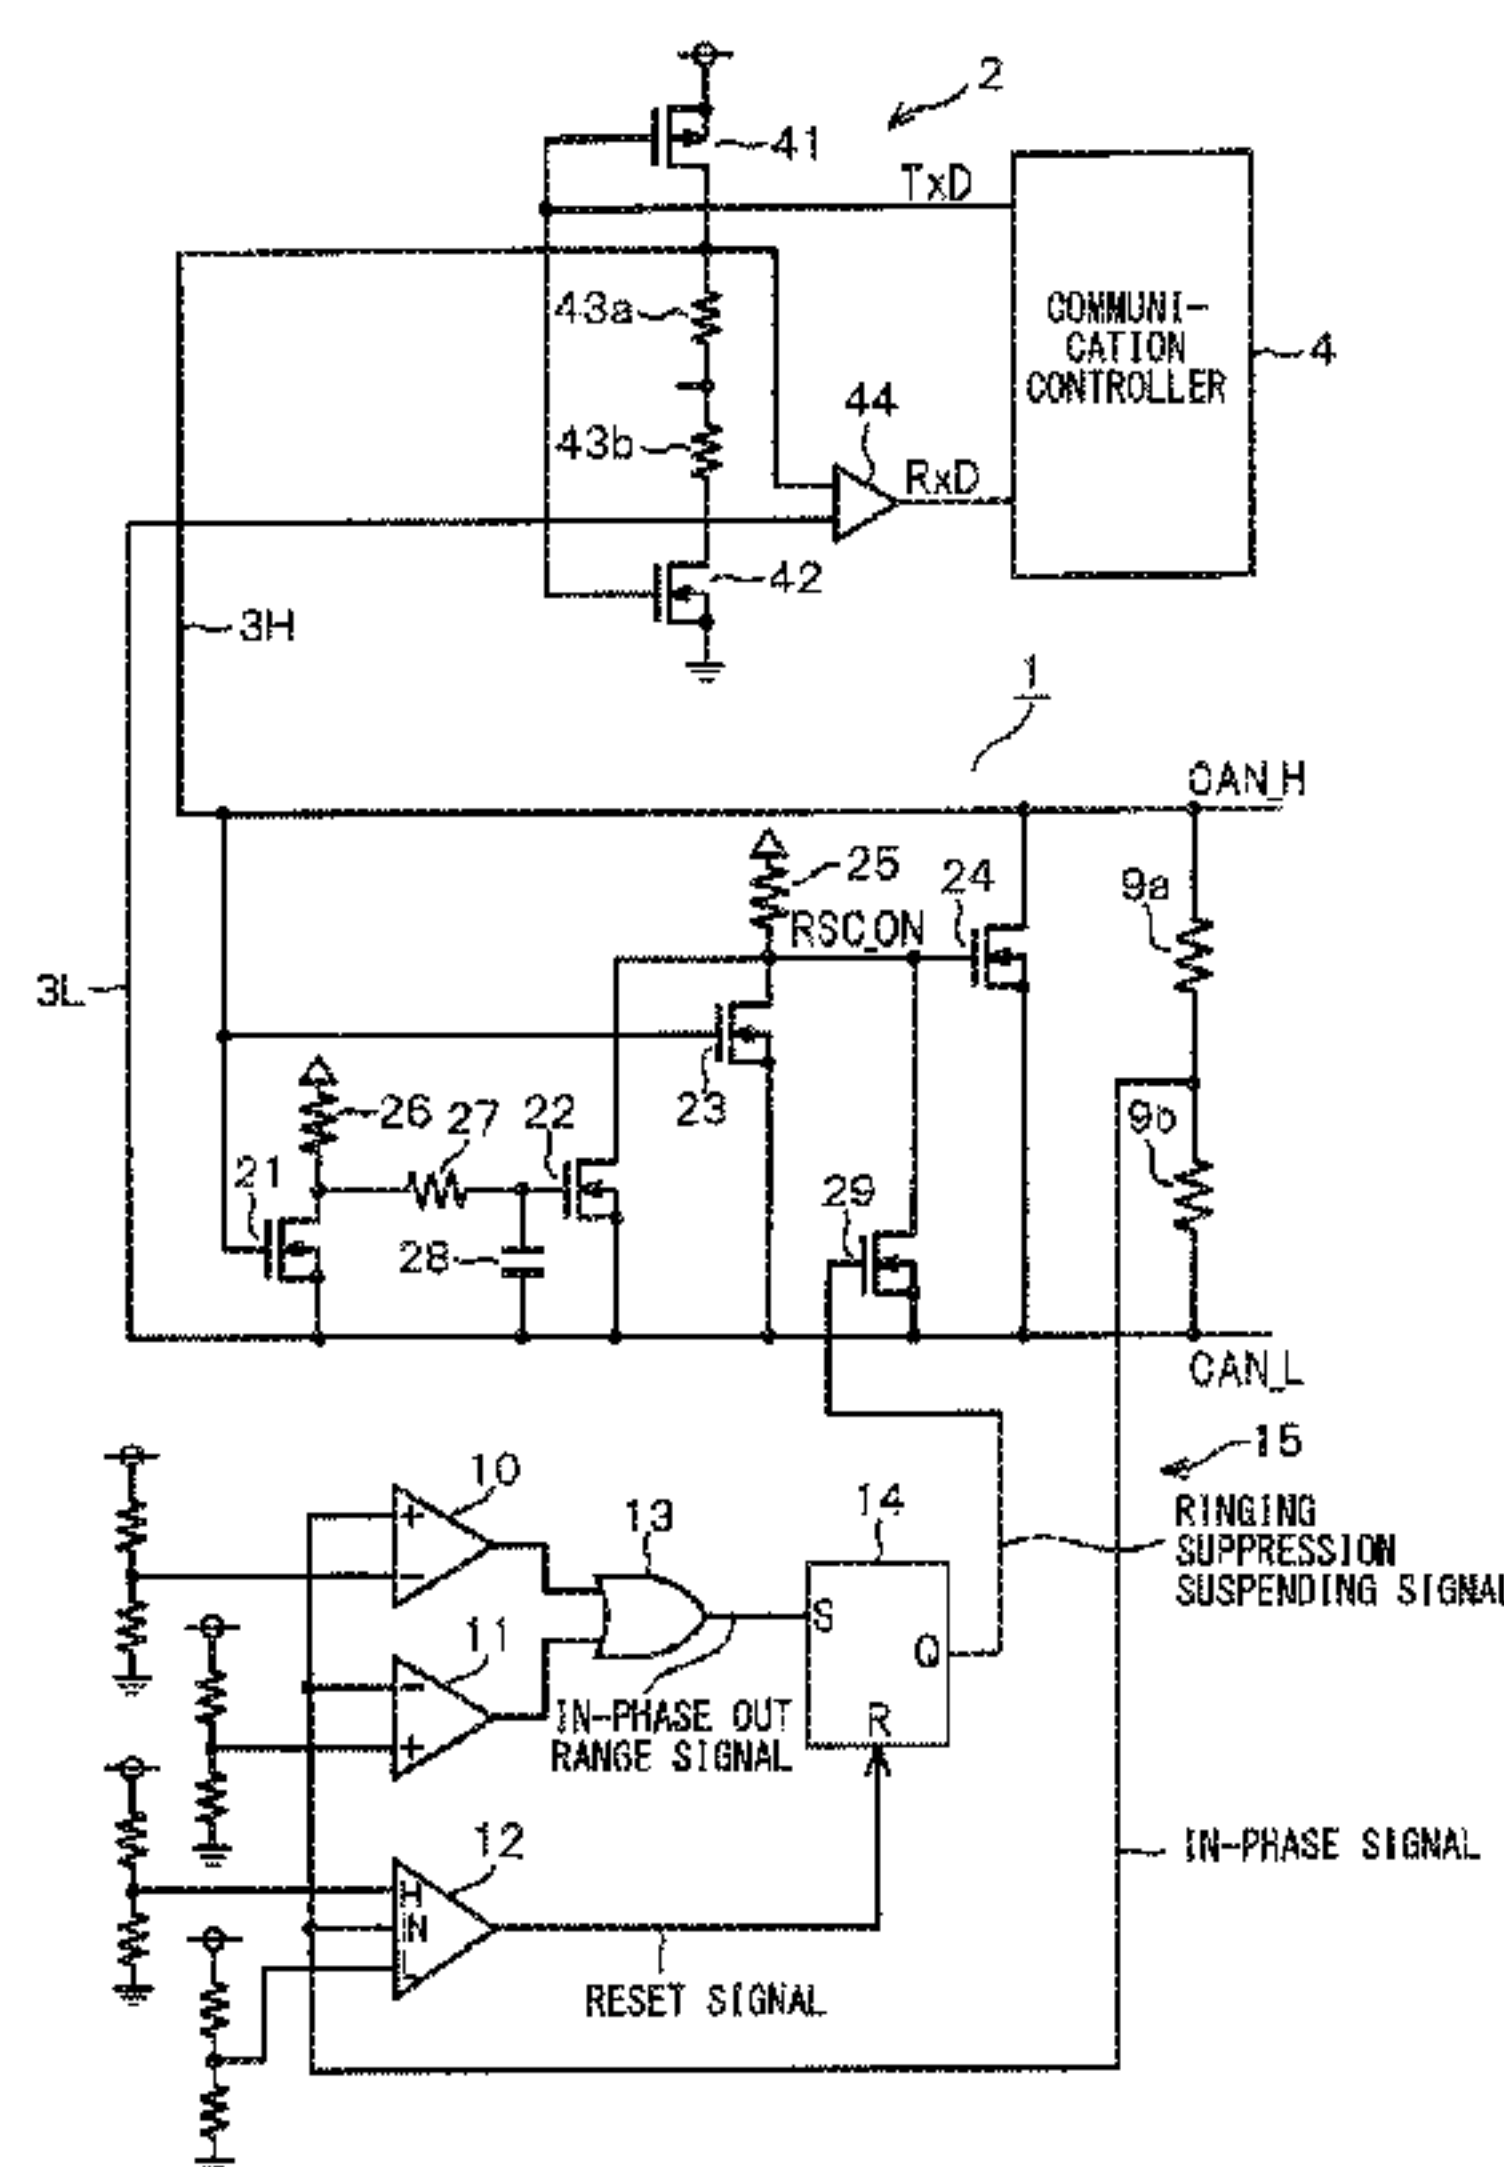 2
41
TxD
COMMUNI-
CATION
CONTROLLER
4
43a
44
43b
RxD
42
3H
1
CAN_H
25
24
9a
RSC_ON
3L
23
26
27
22
9b
21
29
28
CAN_L
15
10
13
14
RINGING
SUPPRESSION
SUSPENDING SIGNAL
+
−
S
Q
11
−
+
IN-PHASE OUT
RANGE SIGNAL
R
12
IN-PHASE SIGNAL
H
IN
L
RESET SIGNAL